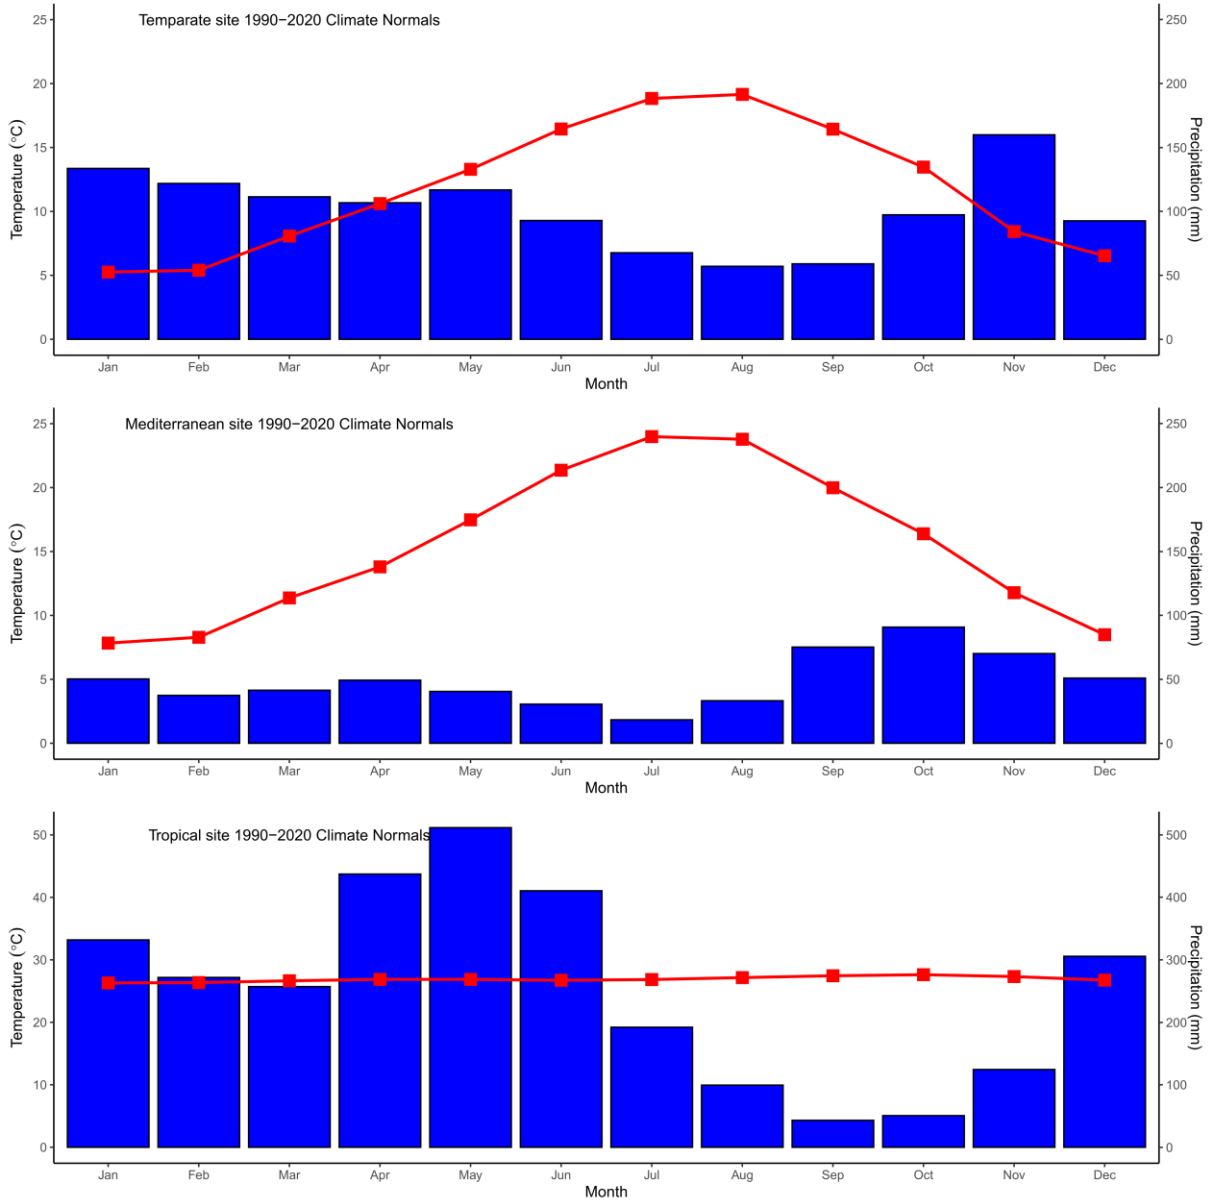 Temparate site 1990−2020 Climate Normals
25
20
15
10
5
0
Temperature (°C)
250
200
150
100
50
0
Precipitation (mm)
Jan Feb Mar Apr May Jun Jul Aug Sep Oct Nov Dec
Month
Mediterranean site 1990−2020 Climate Normals
25
20
15
10
5
0
Temperature (°C)
250
200
150
100
50
0
Precipitation (mm)
Jan Feb Mar Apr May Jun Jul Aug Sep Oct Nov Dec
Month
Tropical site 1990−2020 Climate Normals
50
40
30
20
10
0
Temperature (°C)
500
400
300
200
100
0
Precipitation (mm)
Jan Feb Mar Apr May Jun Jul Aug Sep Oct Nov Dec
Month